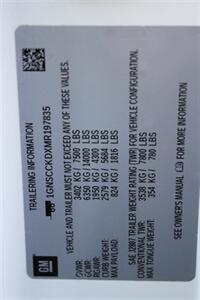 TRAILERING INFORMATION
1GNSCCKDXMR197835
VEHICLE AND TRAILER MUST NOT EXCEED ANY OF THESE VALUES.
GVWR: 3402 KG / 7500 LBS
GCWR: 6350 KG / 14000 LBS
RGAWR: 1950 KG / 4300 LBS
CURB WEIGHT: 2579 KG / 5684 LBS
MAX PAYLOAD: 824 KG / 1816 LBS
SAE J2807 TRAILER WEIGHT RATING (TWR) FOR VEHICLE CONFIGURATION.
CONVENTIONAL TWR: 3538 KG / 7800 LBS
MAX TONGUE WEIGHT: 354 KG / 780 LBS
GM
SEE OWNER'S MANUAL